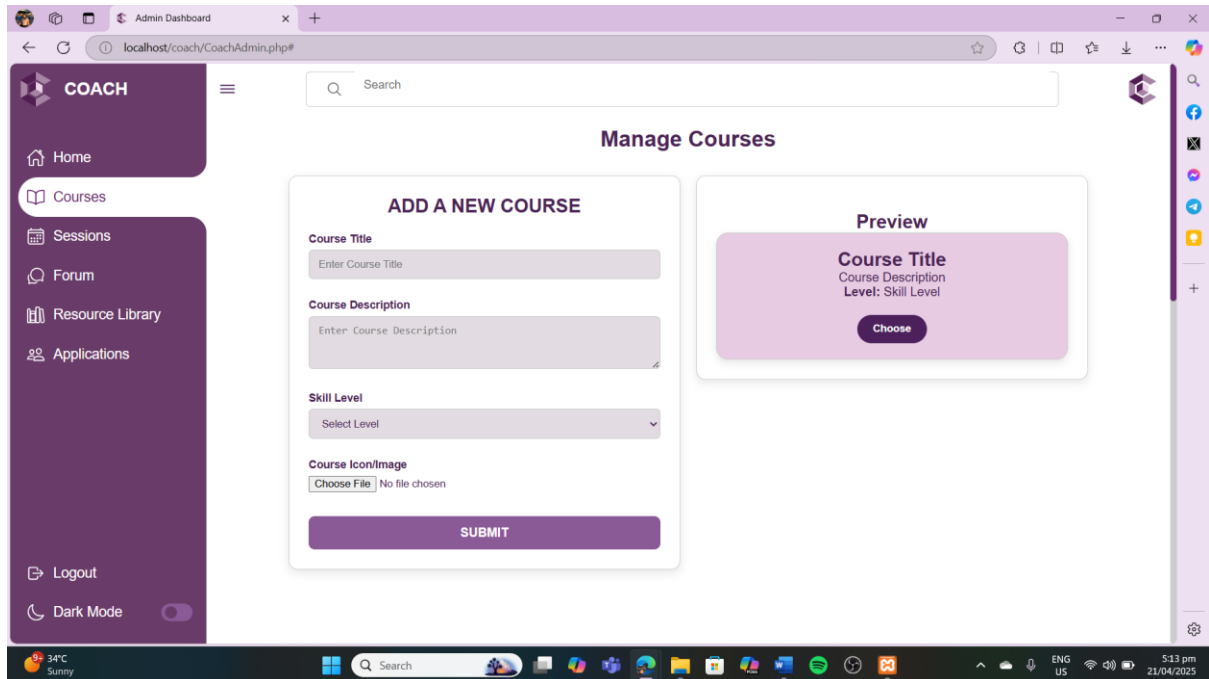 Admin Dashboard
localhost/coach/CoachAdmin.php#
COACH
Search
Manage Courses
Home
Courses
Sessions
Forum
Resource Library
Applications
Logout
Dark Mode
ADD A NEW COURSE
Course Title
Enter Course Title
Course Description
Enter Course Description
Skill Level
Select Level
Course Icon/Image
Choose File No file chosen
SUBMIT
Preview
Course Title
Course Description
Level: Skill Level
Choose
9+
34°C
Sunny
Search
ENG
US
5:13 pm
21/04/2025